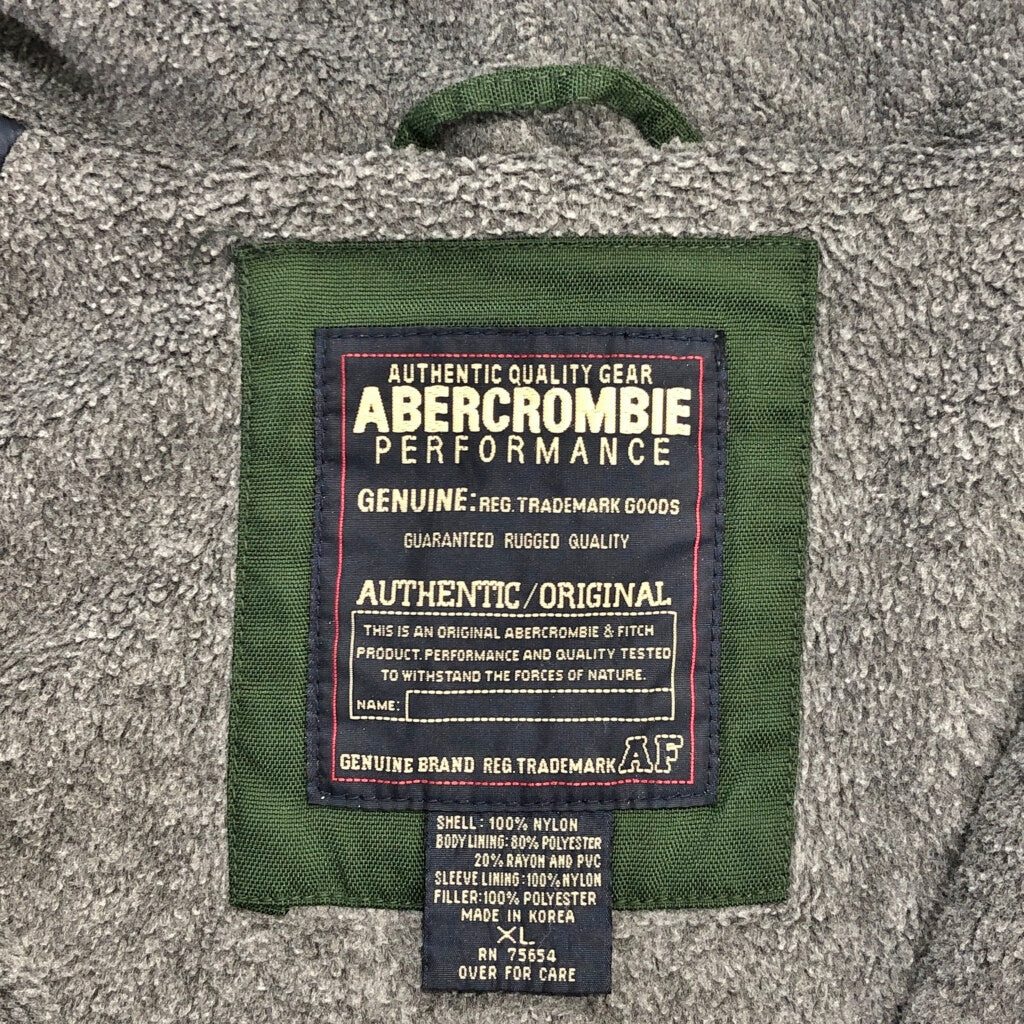 AUTHENTIC QUALITY GEAR
ABERCROMBIE
PERFORMANCE
GENUINE: REG. TRADEMARK GOODS
GUARANTEED RUGGED QUALITY
AUTHENTIC/ORIGINAL
THIS IS AN ORIGINAL ABERCROMBIE & FITCH
PRODUCT. PERFORMANCE AND QUALITY TESTED
TO WITHSTAND THE FORCES OF NATURE.
NAME:
GENUINE BRAND REG. TRADEMARK AF
SHELL: 100% NYLON
BODY LINING: 80% POLYESTER
20% RAYON AND PVC
SLEEVE LINING: 100% NYLON
FILLER: 100% POLYESTER
MADE IN KOREA
XL
RN 75654
OVER FOR CARE